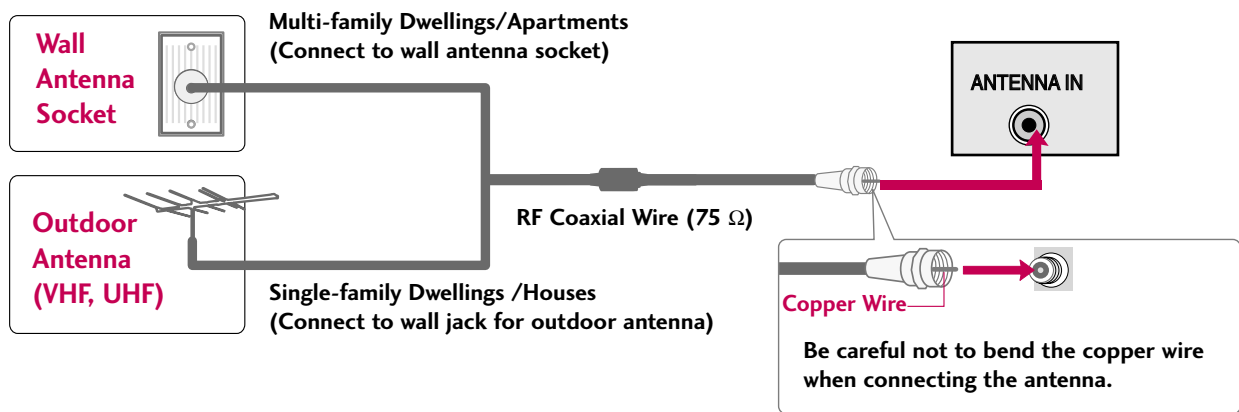 Wall
Antenna
Socket
Multi-family Dwellings/Apartments
(Connect to wall antenna socket)
ANTENNA IN
Outdoor
Antenna
(VHF, UHF)
RF Coaxial Wire (75 Ω)
Single-family Dwellings /Houses
(Connect to wall jack for outdoor antenna)
Copper Wire
Be careful not to bend the copper wire
when connecting the antenna.